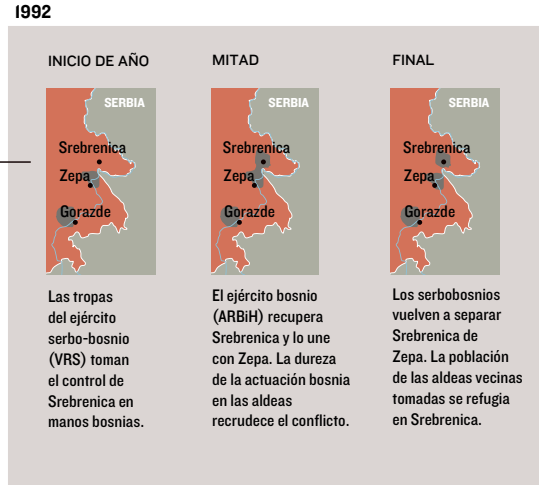 1992
INICIO DE AÑO
SERBIA
Srebrenica
Zepa
Gorazde
Las tropas
del ejército
serbo-bosnio
(VRS) toman
el control de
Srebrenica en
manos bosnias.
MITAD
SERBIA
Srebrenica
Zepa
Gorazde
El ejército bosnio
(ARBiH) recupera
Srebrenica y lo une
con Zepa. La dureza
de la actuación bosnia
en las aldeas
recrudece el conflicto.
FINAL
SERBIA
Srebrenica
Zepa
Gorazde
Los serbobosnios
vuelven a separar
Srebrenica de
Zepa. La población
de las aldeas vecinas
tomadas se refugia
en Srebrenica.